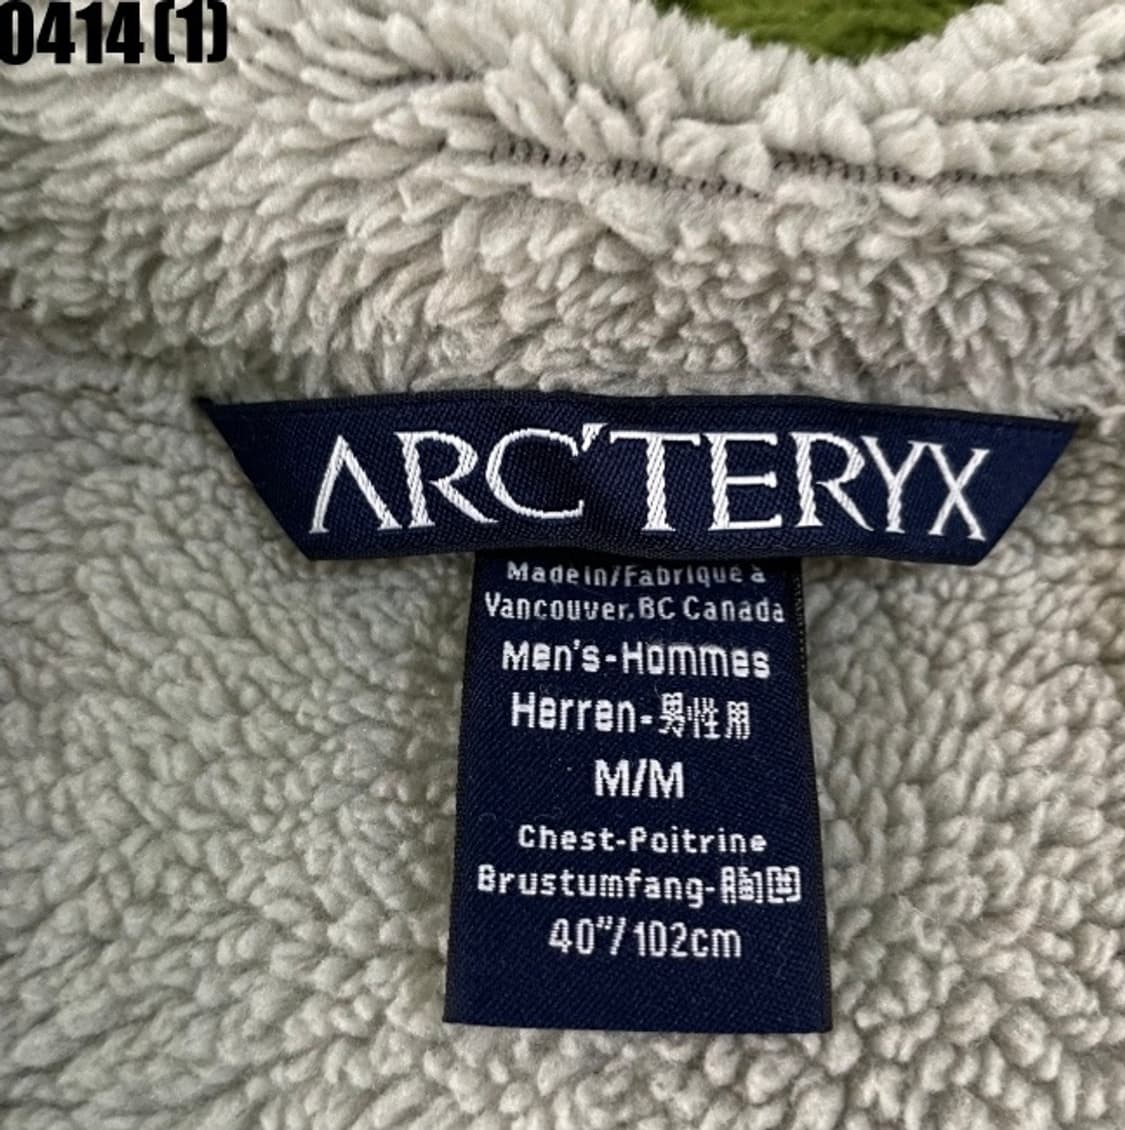 0414(1)
ARC'TERYX
Made in/Fabriqué à
Vancouver, BC Canada
Men's-Hommes
Herren-男性用
M/M
Chest-Poitrine
Brustumfang-胸囲
40"/102cm